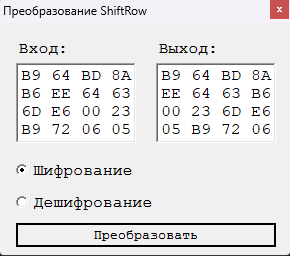 Преобразование ShiftRow
x
Вход: Выход:
B9 64 BD 8A B9 64 BD 8A
B6 EE 64 63 EE 64 63 B6
6D E6 00 23 00 23 6D E6
B9 72 06 05 05 B9 72 06
Шифрование
Дешифрование
Преобразовать